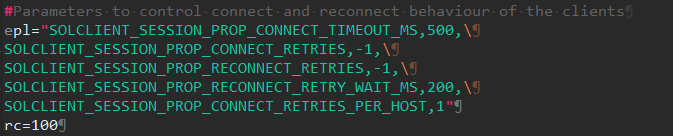 #Parameters to control connect and reconnect behaviour of the clients
epl="SOLCLIENT_SESSION_PROP_CONNECT_TIMEOUT_MS,500,\
SOLCLIENT_SESSION_PROP_CONNECT_RETRIES,-1,\
SOLCLIENT_SESSION_PROP_RECONNECT_RETRIES,-1,\
SOLCLIENT_SESSION_PROP_RECONNECT_RETRY_WAIT_MS,200,\
SOLCLIENT_SESSION_PROP_CONNECT_RETRIES_PER_HOST,1"
rc=100